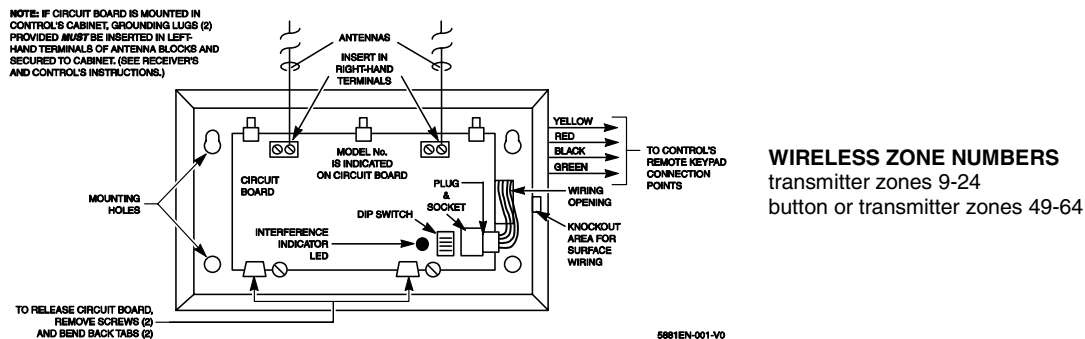 NOTE: IF CIRCUIT BOARD IS MOUNTED IN
CONTROL'S CABINET, GROUNDING LUGS (2)
PROVIDED MUST BE INSERTED IN LEFT-
HAND TERMINALS OF ANTENNA BLOCKS AND
SECURED TO CABINET. (SEE RECEIVER'S
AND CONTROL'S INSTRUCTIONS.)
ANTENNAS
INSERT IN
RIGHT-HAND
TERMINALS
YELLOW
RED
BLACK
GREEN
TO CONTROL'S
REMOTE KEYPAD
CONNECTION
POINTS
MODEL No.
IS INDICATED
ON CIRCUIT BOARD
CIRCUIT
BOARD
PLUG
&
SOCKET
WIRING
OPENING
MOUNTING
HOLES
DIP SWITCH
INTERFERENCE
INDICATOR
LED
KNOCKOUT
AREA FOR
SURFACE
WIRING
TO RELEASE CIRCUIT BOARD,
REMOVE SCREWS (2)
AND BEND BACK TABS (2)
5881EN-001-V0
WIRELESS ZONE NUMBERS
transmitter zones 9-24
button or transmitter zones 49-64